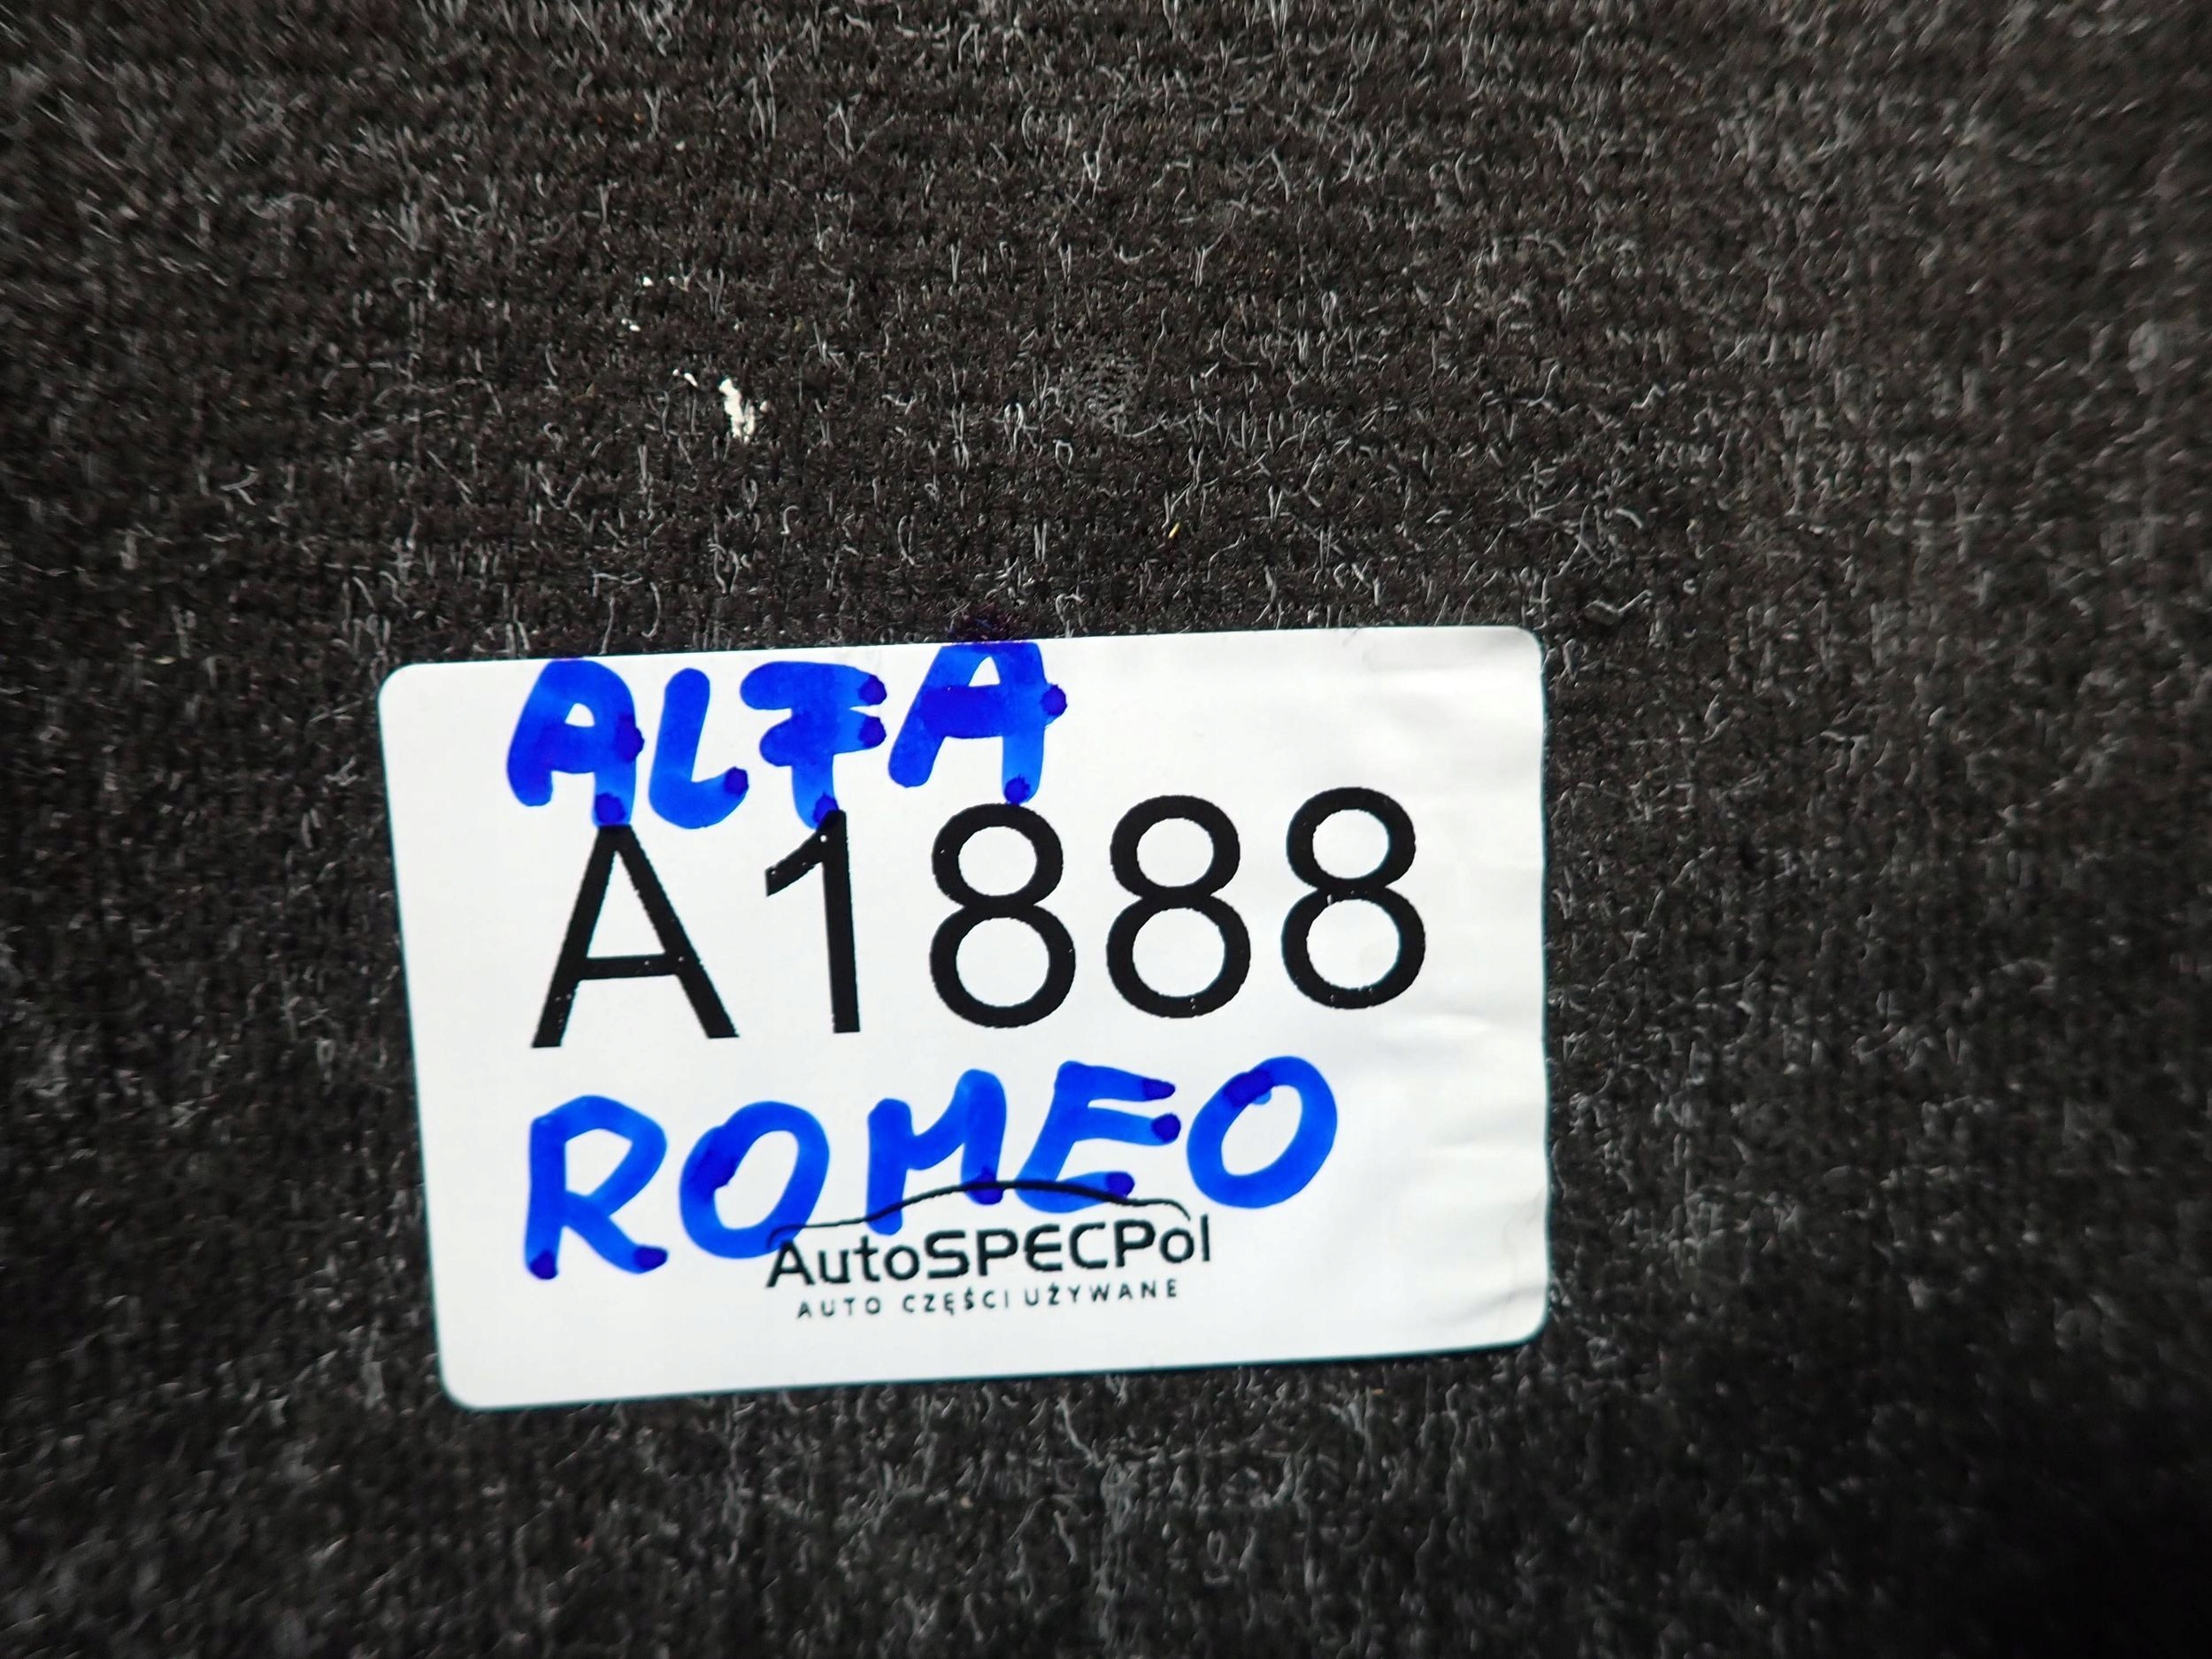 ALFA
A1888
ROMEO
AutoSPECPol
AUTO CZĘŚCI UŻYWANE